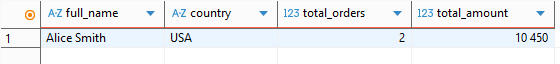 A-Z full_name A-Z country 123 total_orders 123 total_amount
1 Alice Smith USA 2 10 450